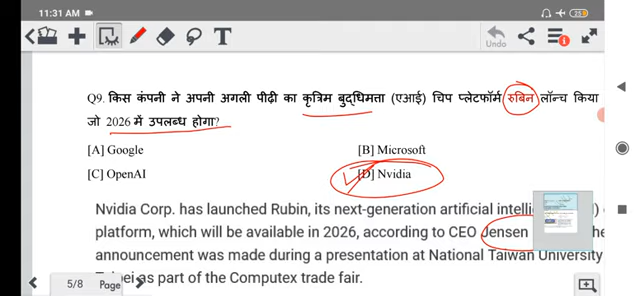 11:31 AM
25
Undo
Q9. किस कंपनी ने अपनी अगली पीढ़ी का कृत्रिम बुद्धिमत्ता (एआई) चिप प्लेटफॉर्म रुबिन लॉन्च किया
जो 2026 में उपलब्ध होगा?
[A] Google
[B] Microsoft
[C] OpenAI
[D] Nvidia
Nvidia Corp. has launched Rubin, its next-generation artificial
platform, which will be available in 2026, according to CEO Jensen
announcement was made during a presentation at National Taiwan University
as part of the Computex trade fair.
5/8 Page